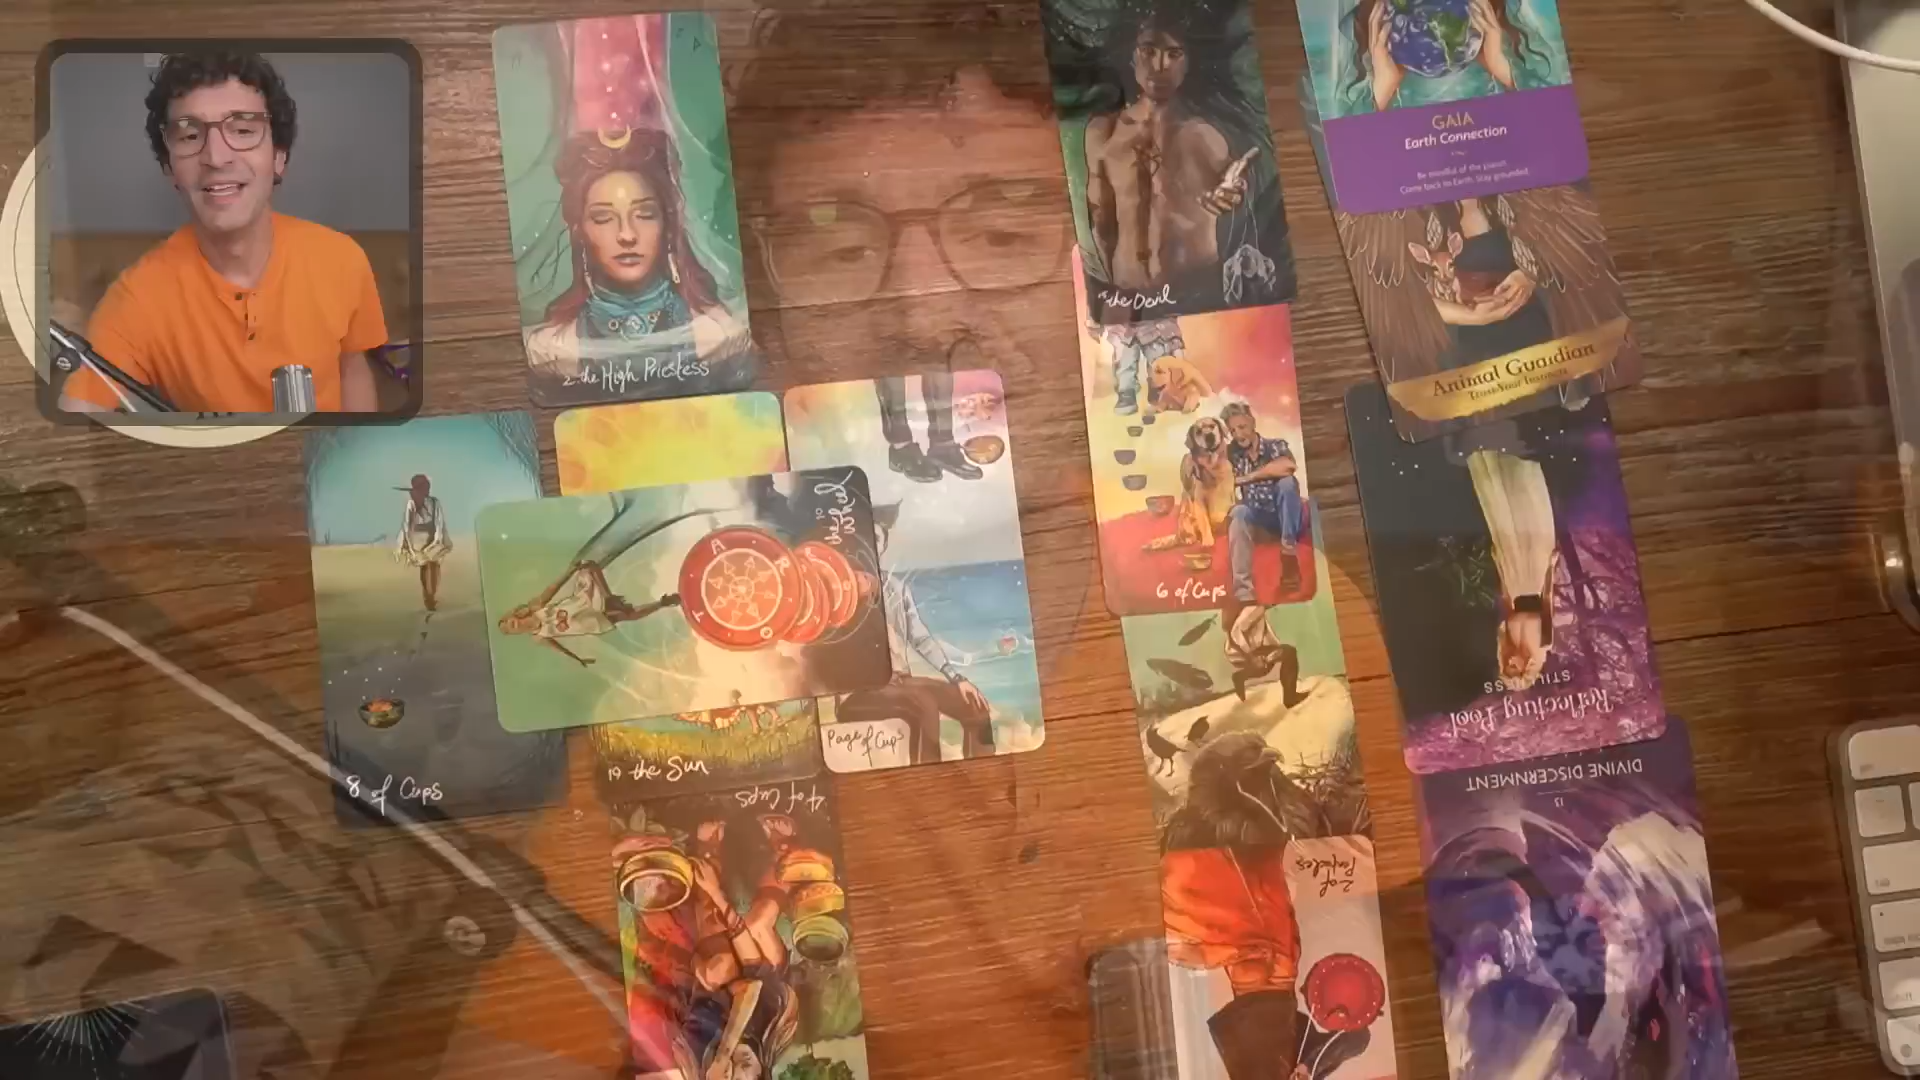 2. the High Priestess
15 the Devil
GAIA
Earth Connection
Be mindful of the planet.
Come back to Earth. Stay grounded.
Animal Guardian
Trust Your Instincts
the wheel
10
T A R O T
6 of Cups
Reflecting Pool
STILLNESS
Page of Cups
19 the Sun
8 of Cups
4 of Cups
DIVINE DISCERNMENT
13
2 of Pentacles